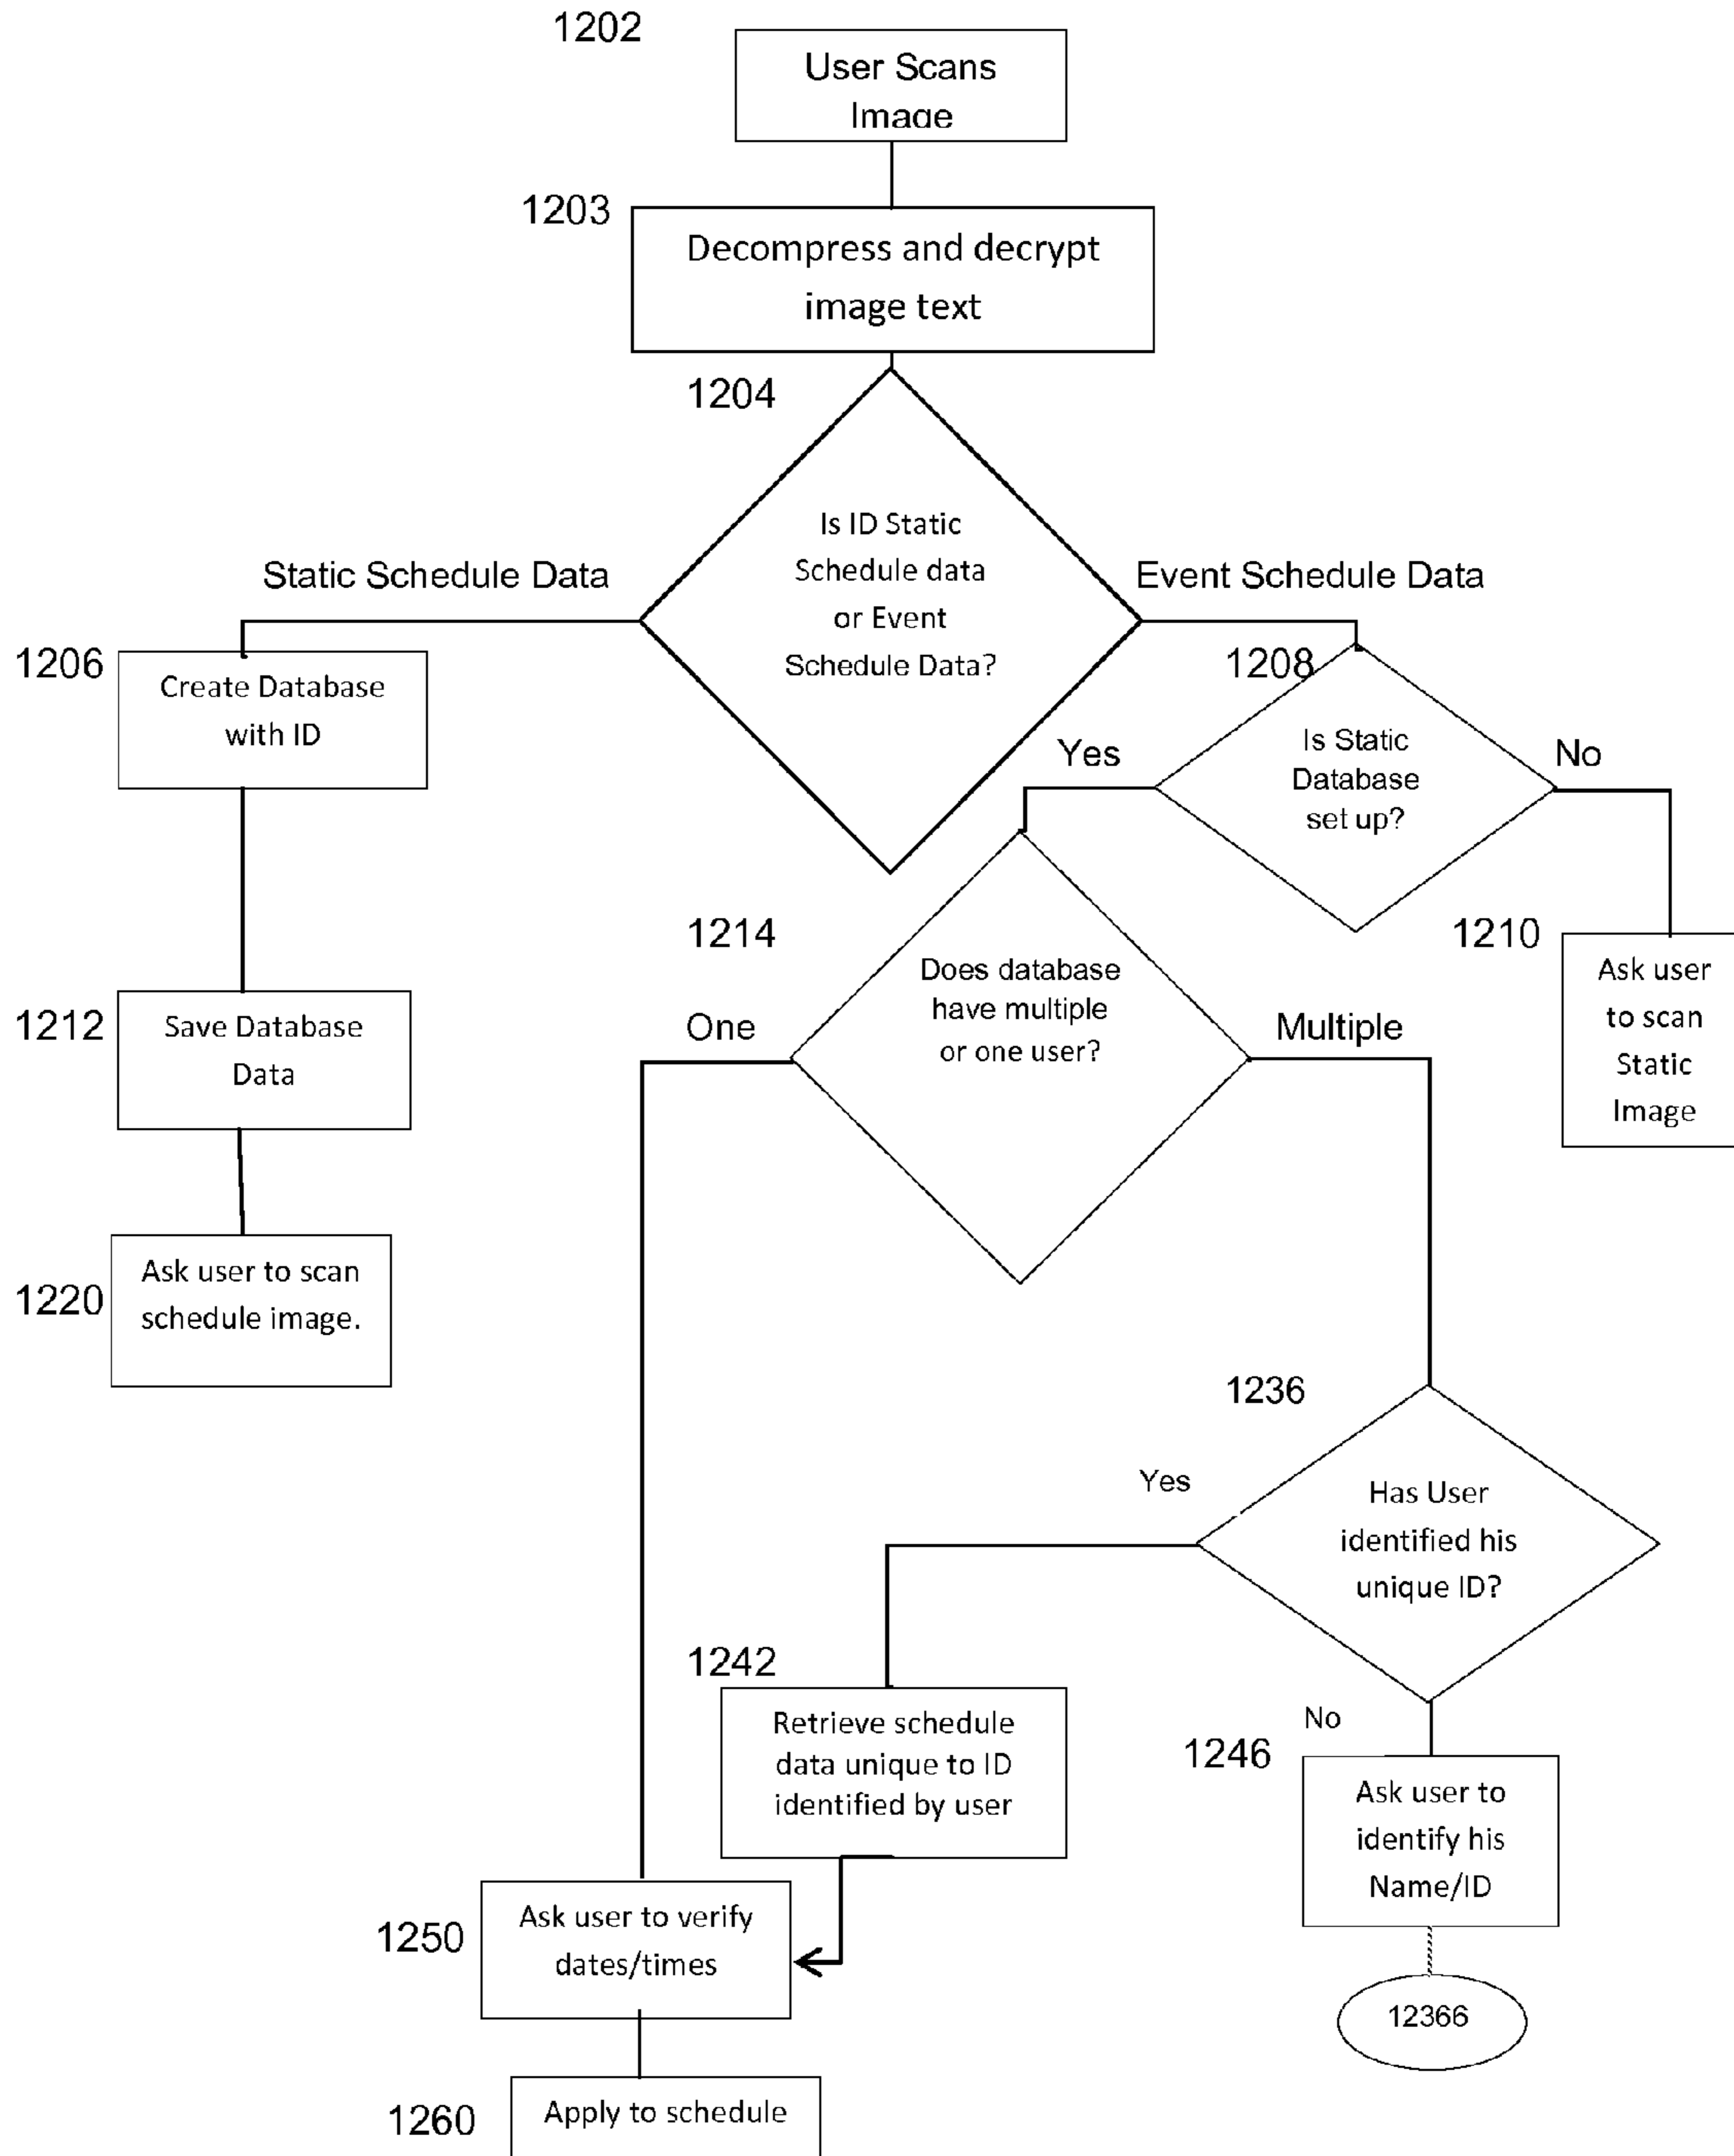 1202
User Scans
Image
1203
Decompress and decrypt
image text
1204
Is ID Static
Schedule data
or Event
Schedule Data?
Static Schedule Data
Event Schedule Data
1206
Create Database
with ID
1208
Is Static
Database
set up?
Yes
No
1210
Ask user
to scan
Static
Image
1212
Save Database
Data
1214
Does database
have multiple
or one user?
One
Multiple
1220
Ask user to scan
schedule image.
1236
Has User
identified his
unique ID?
Yes
No
1242
Retrieve schedule
data unique to ID
identified by user
1246
Ask user to
identify his
Name/ID
12366
1250
Ask user to verify
dates/times
1260
Apply to schedule